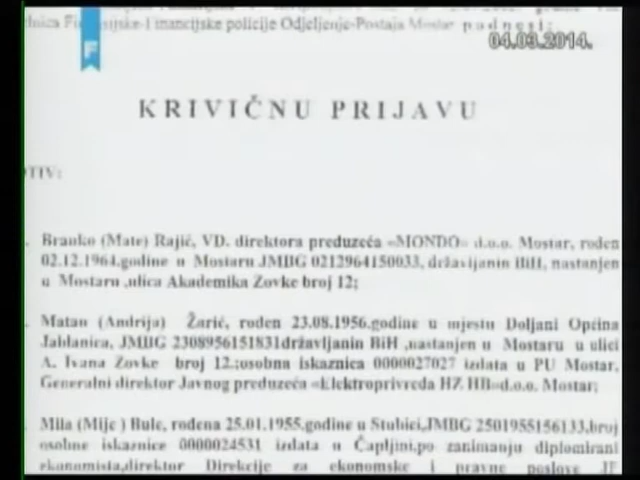 Financijske policije Odjeljenje-Postaja Mostar podnesi;
F
04.03.2014.
KRIVIČNU PRIJAVU
TIV:
Branko (Mate) Rajić, VD. direktora preduzeća «MONDO» d.o.o. Mostar, rođen
02.12.1964.godine u Mostaru JMBG 0212964150033, državijanin BiH, nastanjen
u Mostaru ,ulica Akademika Zovke broj 12;
Matan (Andrija) Žarić, rođen 23.08.1956.godine u mjestu Doljani Općina
Jablanica, JMBG 2308956151831državljanin BiH ,nastanjen u Mostaru u ulici
A. Ivana Zovke broj 12.;osobna iskaznica 0000027027 izdata u PU Mostar,
Generalni direktor Javnog preduzeća «Elektroprivreda HZ HB»d.o.o. Mostar;
Mila (Mije ) Bule, rođena 25.01.1955.godine u Stubici,JMBG 2501955156133,broj
osobne iskaznice 0000024531 izdata u Čapljini,po zanimanju diplomirani
ekonomista,direktor Direkcije za ekonomske i pravne poslove JP